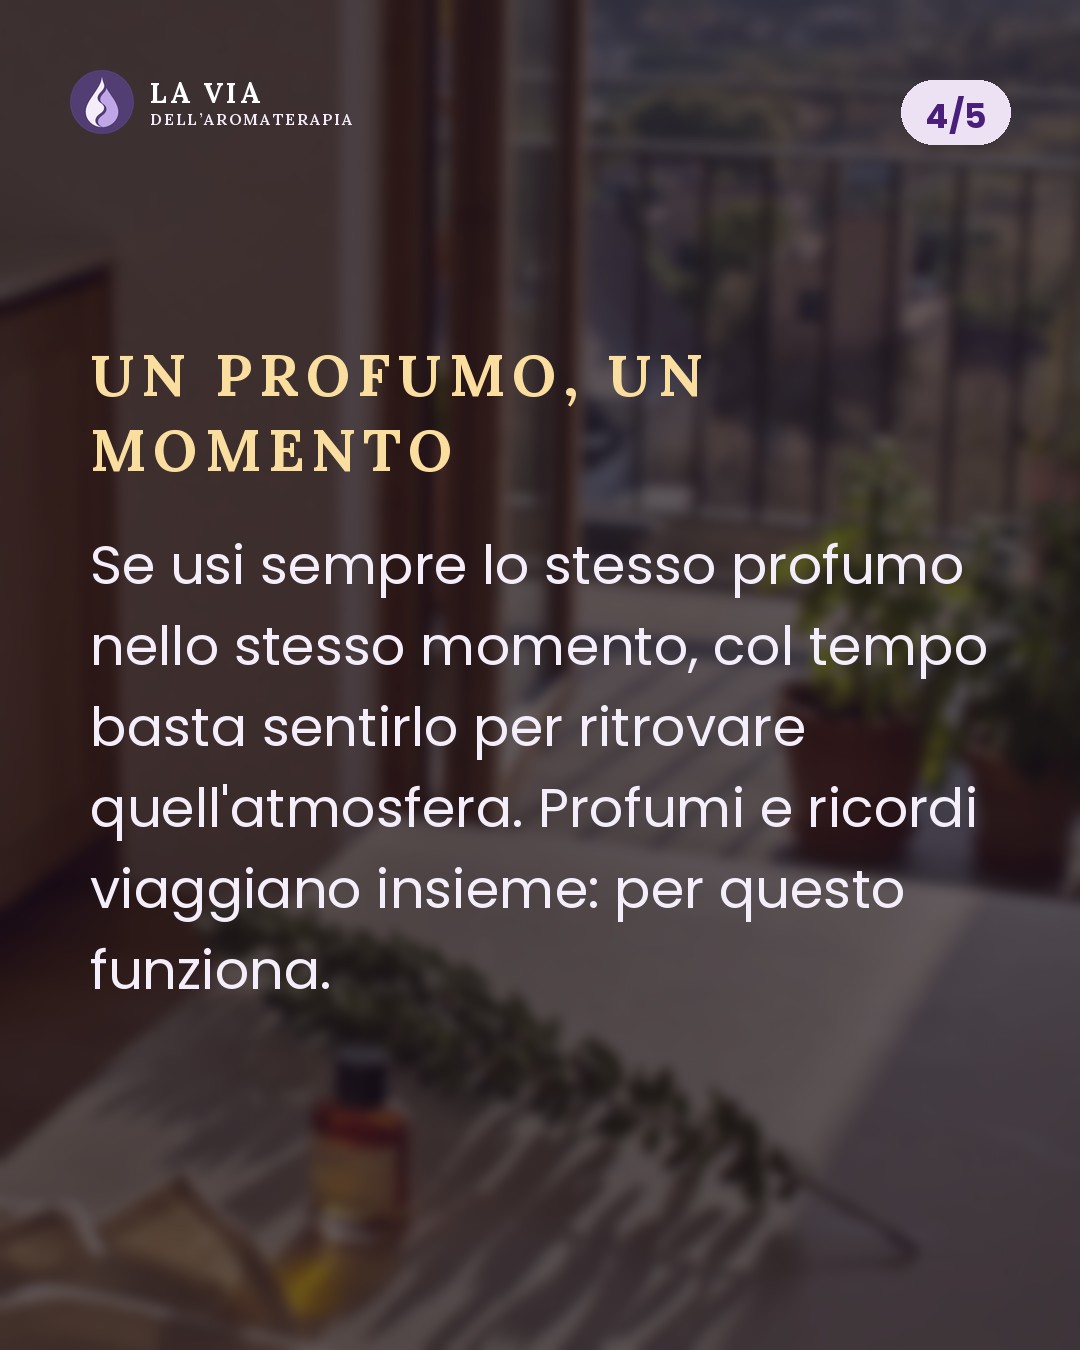 LA VIA
DELL'AROMATERAPIA
4/5
UN PROFUMO, UN
MOMENTO
Se usi sempre lo stesso profumo
nello stesso momento, col tempo
basta sentirlo per ritrovare
quell'atmosfera. Profumi e ricordi
viaggiano insieme: per questo
funziona.